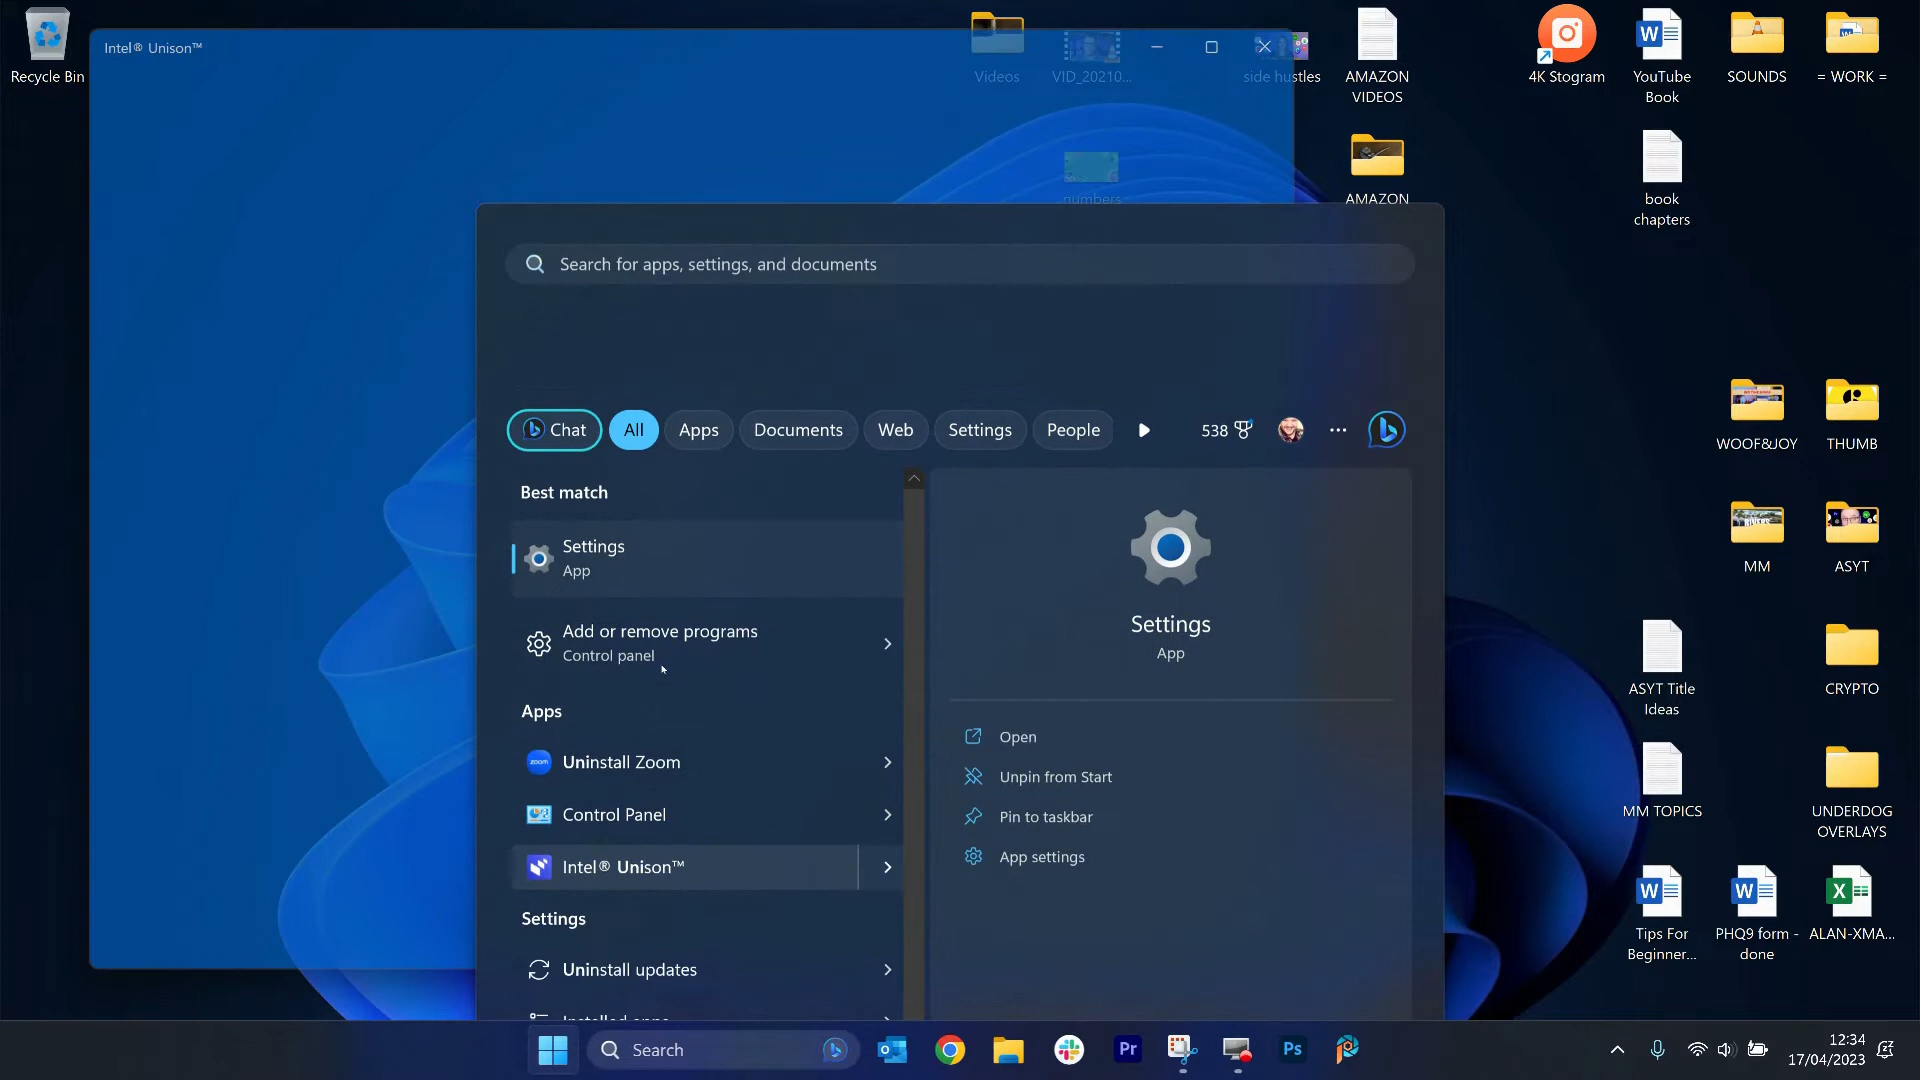 Intel® Unison™
Recycle Bin
Videos
VID_20210...
side hustles
AMAZON
VIDEOS
4K Stogram
YouTube
Book
SOUNDS
= WORK =
numbers
AMAZON
book
chapters
Search for apps, settings, and documents
Chat
All
Apps
Documents
Web
Settings
People
538
WOOF&JOY
THUMB
Best match
Settings
App
Add or remove programs
Control panel
Apps
Uninstall Zoom
Control Panel
Intel® Unison™
Settings
Uninstall updates
Installed apps
Settings
App
Open
Unpin from Start
Pin to taskbar
App settings
MM
ASYT
ASYT Title
Ideas
CRYPTO
MM TOPICS
UNDERDOG
OVERLAYS
Tips For
Beginner...
PHQ9 form -
done
ALAN-XMA...
Search
Pr
Ps
12:34
17/04/2023